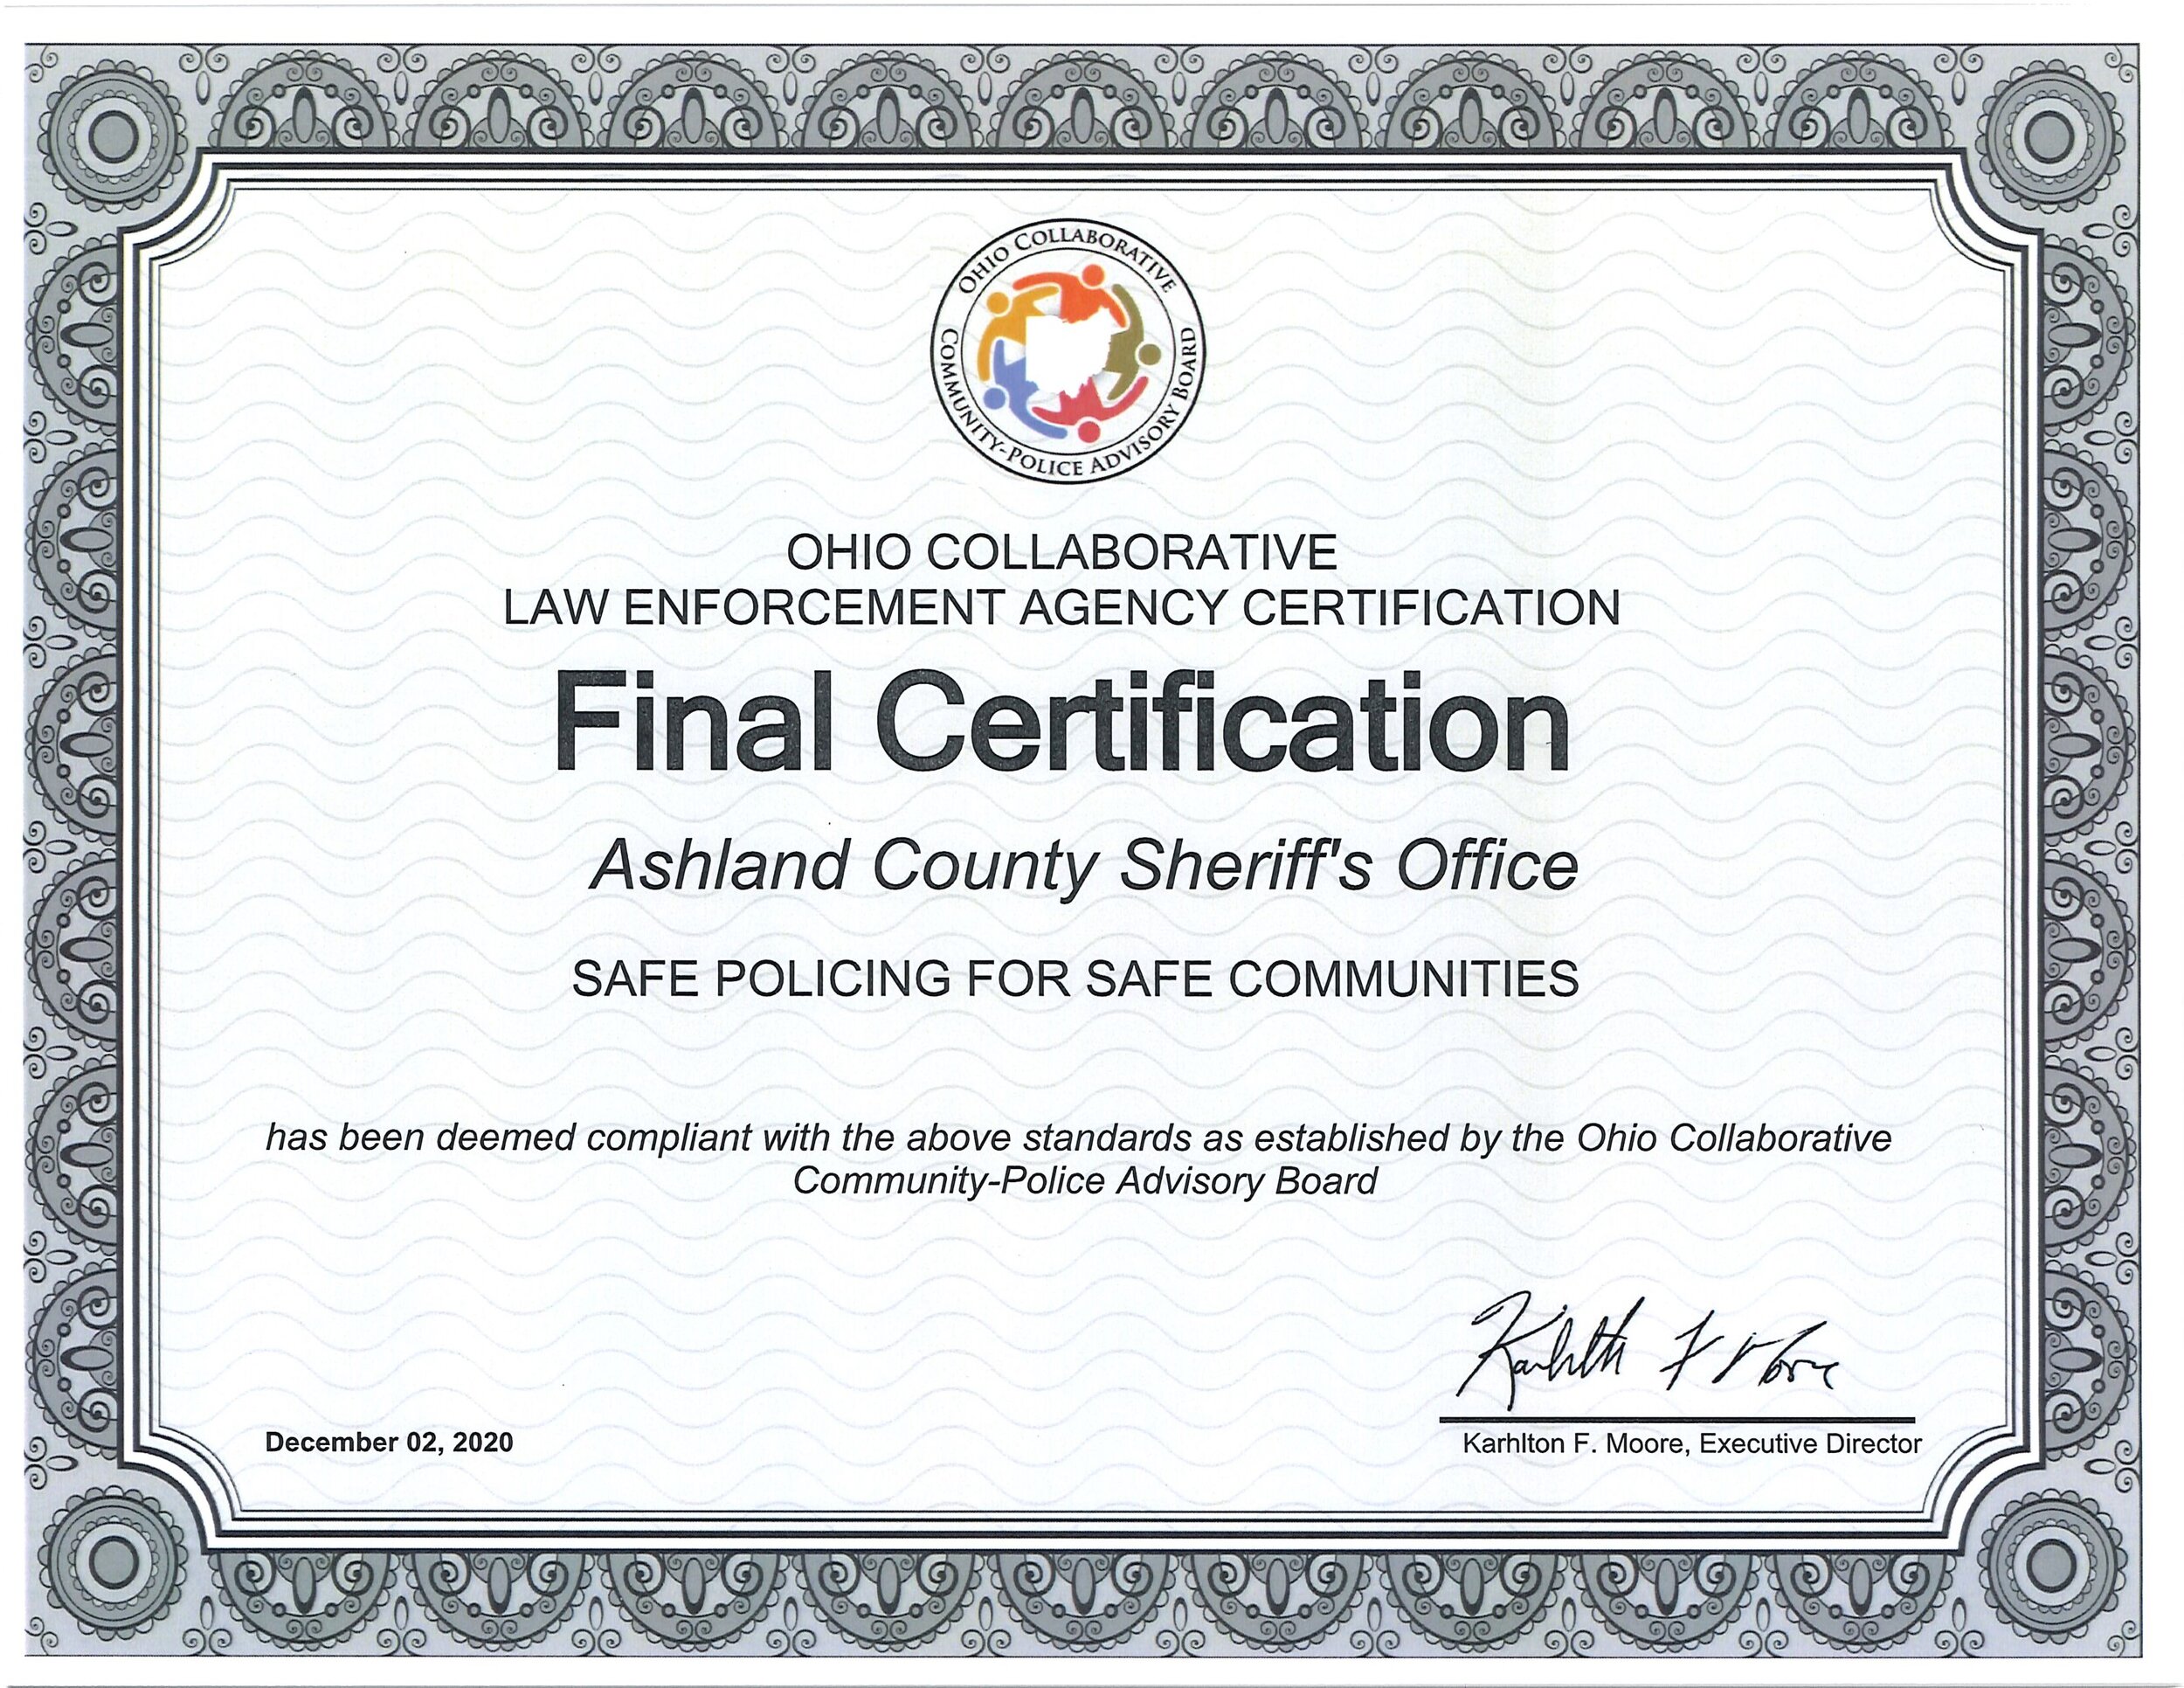 OHIO COLLABORATIVE
COMMUNITY-POLICE ADVISORY BOARD
OHIO COLLABORATIVE
LAW ENFORCEMENT AGENCY CERTIFICATION
Final Certification
Ashland County Sheriff's Office
SAFE POLICING FOR SAFE COMMUNITIES
has been deemed compliant with the above standards as established by the Ohio Collaborative
Community-Police Advisory Board
Karhlton F Moore
December 02, 2020
Karhlton F. Moore, Executive Director